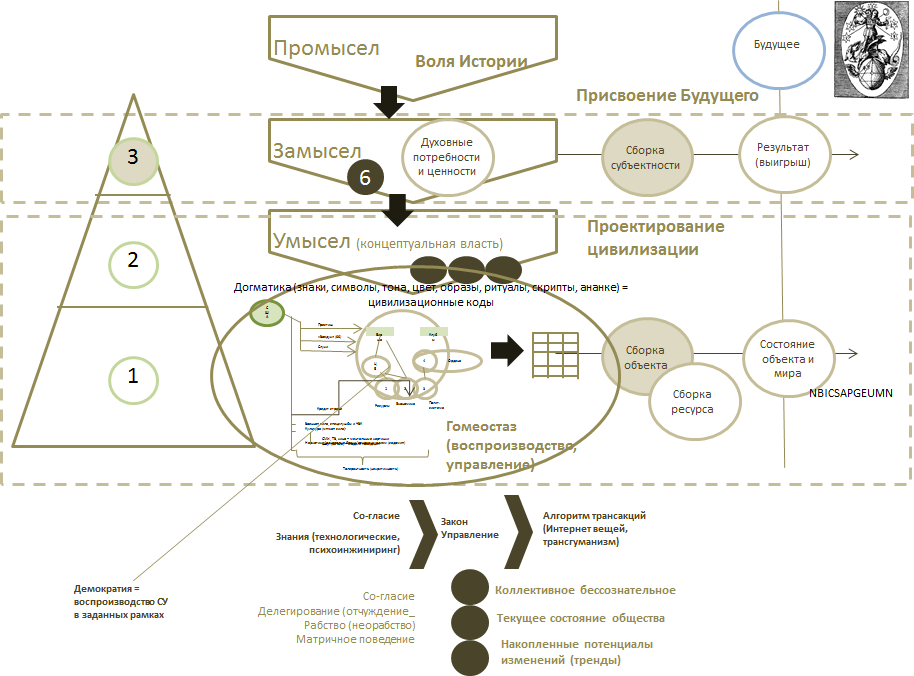 Промысел
Воля Истории
Будущее
Присвоение Будущего
3
Замысел
6
Духовные
потребности
и ценности
Сборка
субъектности
Результат
(выигрыш)
2
Умысел (концептуальная власть)
Проектирование
цивилизации
Догматика (знаки, символы, тона, цвет, образы, ритуалы, скрипты, ананке) =
цивилизационные коды
1
Сборка
объекта
Сборка
ресурса
Состояние
объекта и
мира
NBICSAPGEUMN
Гомеостаз
(воспроизводство,
управление)
Со-гласие
Знания (технологические,
психоинжиниринг)
Закон
Управление
Алгоритм трансакций
(Интернет вещей,
трансгуманизм)
Демократия =
воспроизводство СУ
в заданных рамках
Со-гласие
Делегирование (отчуждение_
Рабство (неорабство)
Матричное поведение
Коллективное бессознательное
Текущее состояние общества
Накопленные потенциалы
изменений (тренды)